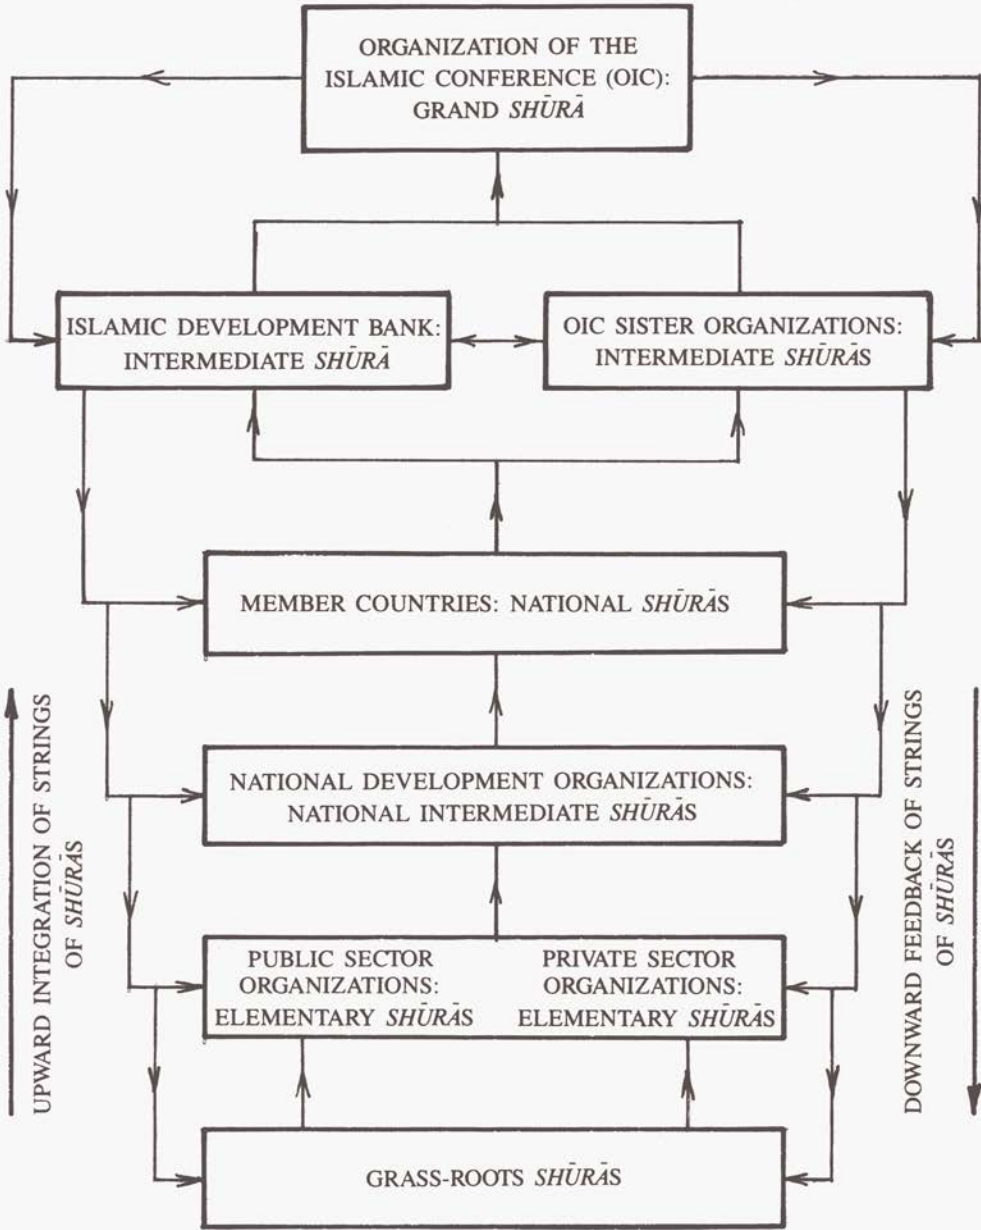 ORGANIZATION OF THE
ISLAMIC CONFERENCE (OIC):
GRAND SHŪRĀ
ISLAMIC DEVELOPMENT BANK:
INTERMEDIATE SHŪRĀ
OIC SISTER ORGANIZATIONS:
INTERMEDIATE SHŪRĀS
MEMBER COUNTRIES: NATIONAL SHŪRĀS
NATIONAL DEVELOPMENT ORGANIZATIONS:
NATIONAL INTERMEDIATE SHŪRĀS
PUBLIC SECTOR
ORGANIZATIONS:
ELEMENTARY SHŪRĀS
PRIVATE SECTOR
ORGANIZATIONS:
ELEMENTARY SHŪRĀS
GRASS-ROOTS SHŪRĀS
UPWARD INTEGRATION OF STRINGS
OF SHŪRĀS
DOWNWARD FEEDBACK OF STRINGS
OF SHŪRĀS